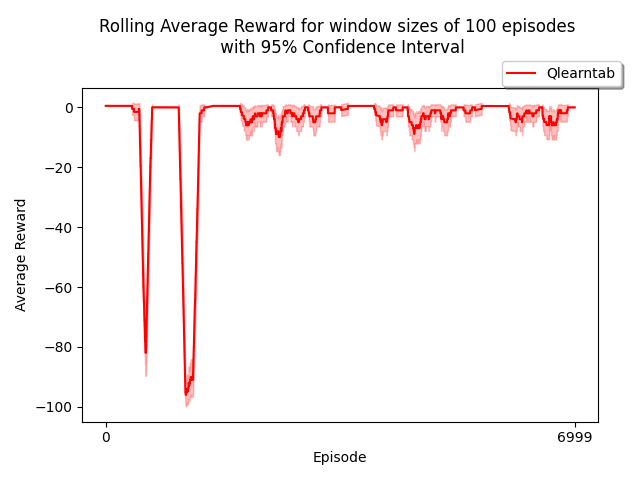 Rolling Average Reward for window sizes of 100 episodes
with 95% Confidence Interval
Qlearntab
0
−20
−40
−60
−80
−100
Average Reward
0
6999
Episode